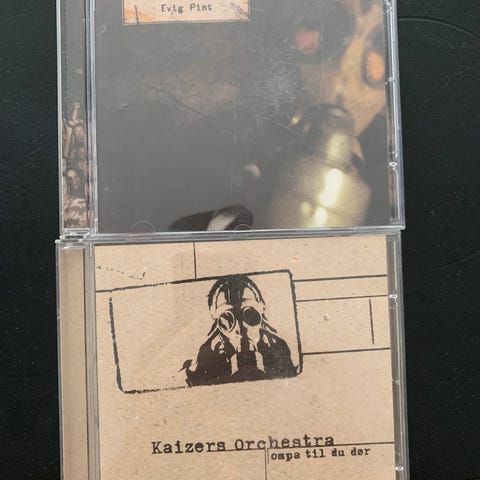 Evig Pint
Kaizers Orchestra
ompa til du dør